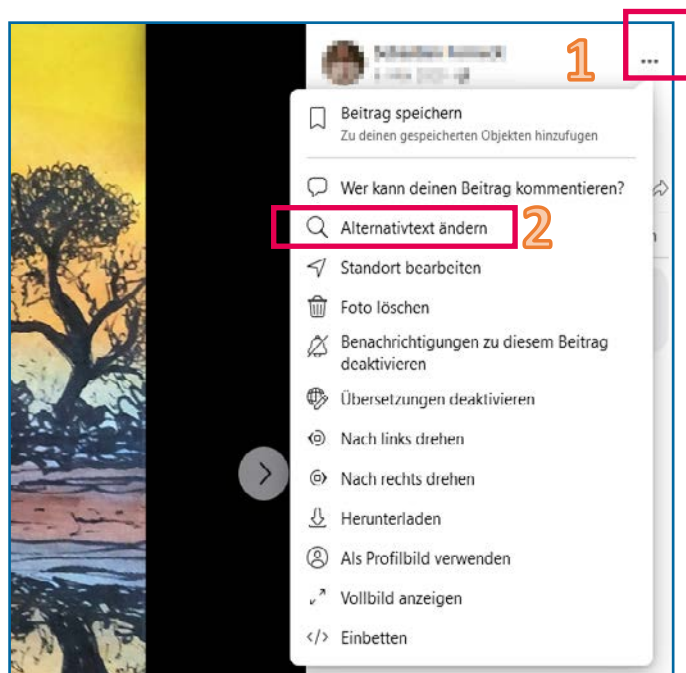 1
...
Beitrag speichern
Zu deinen gespeicherten Objekten hinzufugen
Wer kann deinen Beitrag kommentieren?
Alternativtext ändern
2
Standort bearbeiten
Foto löschen
Benachrichtigungen zu diesem Beitrag
deaktivieren
Übersetzungen deaktivieren
Nach links drehen
Nach rechts drehen
Herunterladen
Als Profilbild verwenden
Vollbild anzeigen
Einbetten